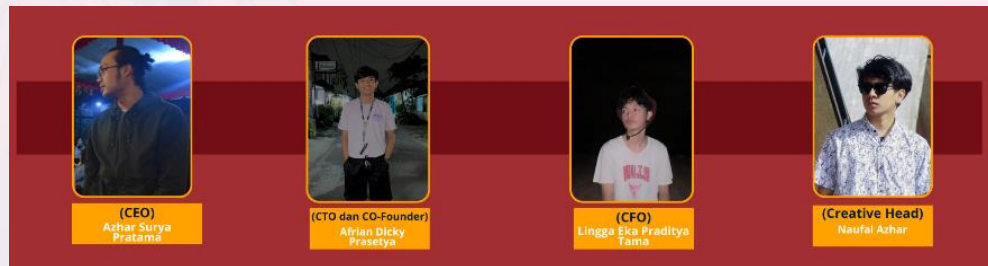 (CEO)
Azhar Surya
Pratama
(CTO dan CO-Founder)
Afrian Dicky
Prasetya
(CFO)
Lingga Eka Praditya
Tama
(Creative Head)
Naufal Azhar